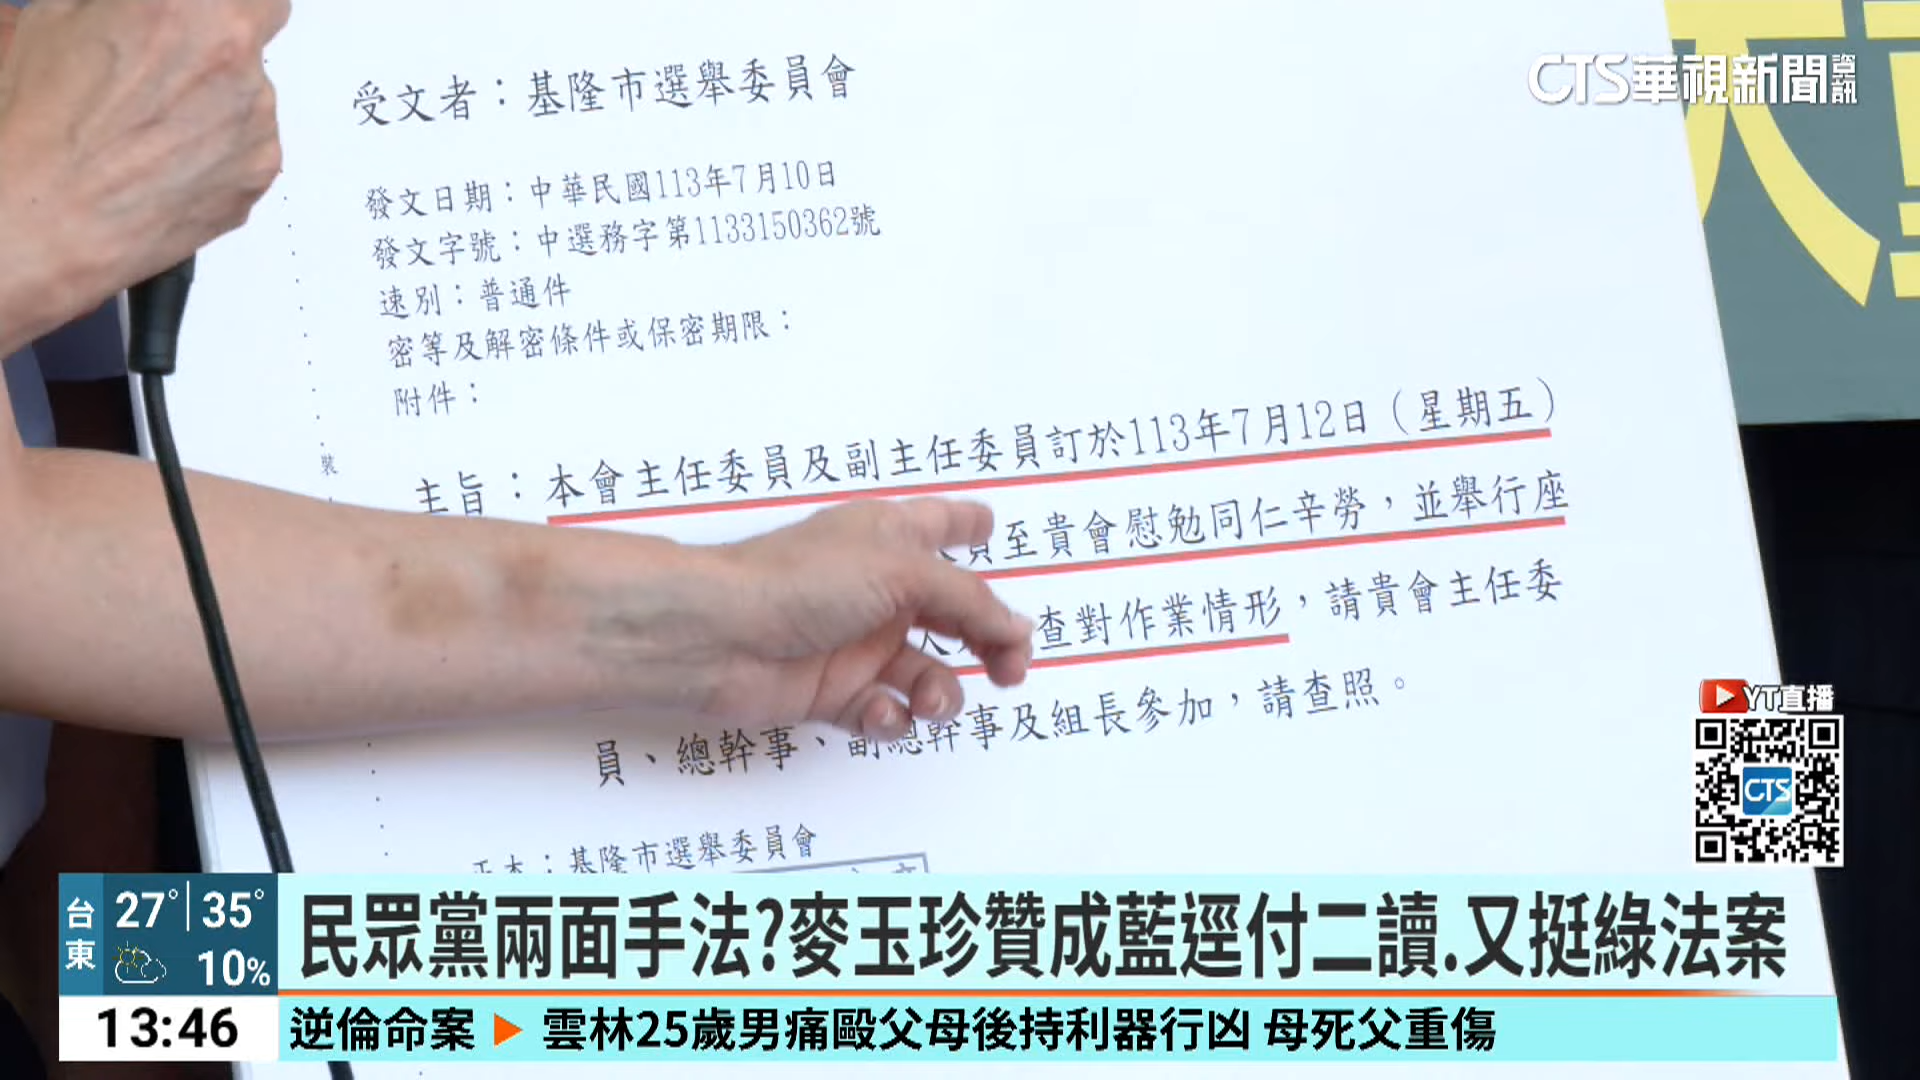 受文者：基隆市選舉委員會
CTS華視新聞資訊
發文日期：中華民國113年7月10日
發文字號：中選務字第1133150362號
速別：普通件
密等及解密條件或保密期限：
附件：
裝
主旨：本會主任委員及副主任委員訂於113年7月12日（星期五）
員至貴會慰勉同仁辛勞，並舉行座
查對作業情形，請貴會主任委
員、總幹事、副總幹事及組長參加，請查照。
正本：基隆市選舉委員會
YT直播
CTS
台東
27° 35°
10%
民眾黨兩面手法?麥玉珍贊成藍逕付二讀.又挺綠法案
13:46
逆倫命案 ▶ 雲林25歲男痛毆父母後持利器行凶 母死父重傷